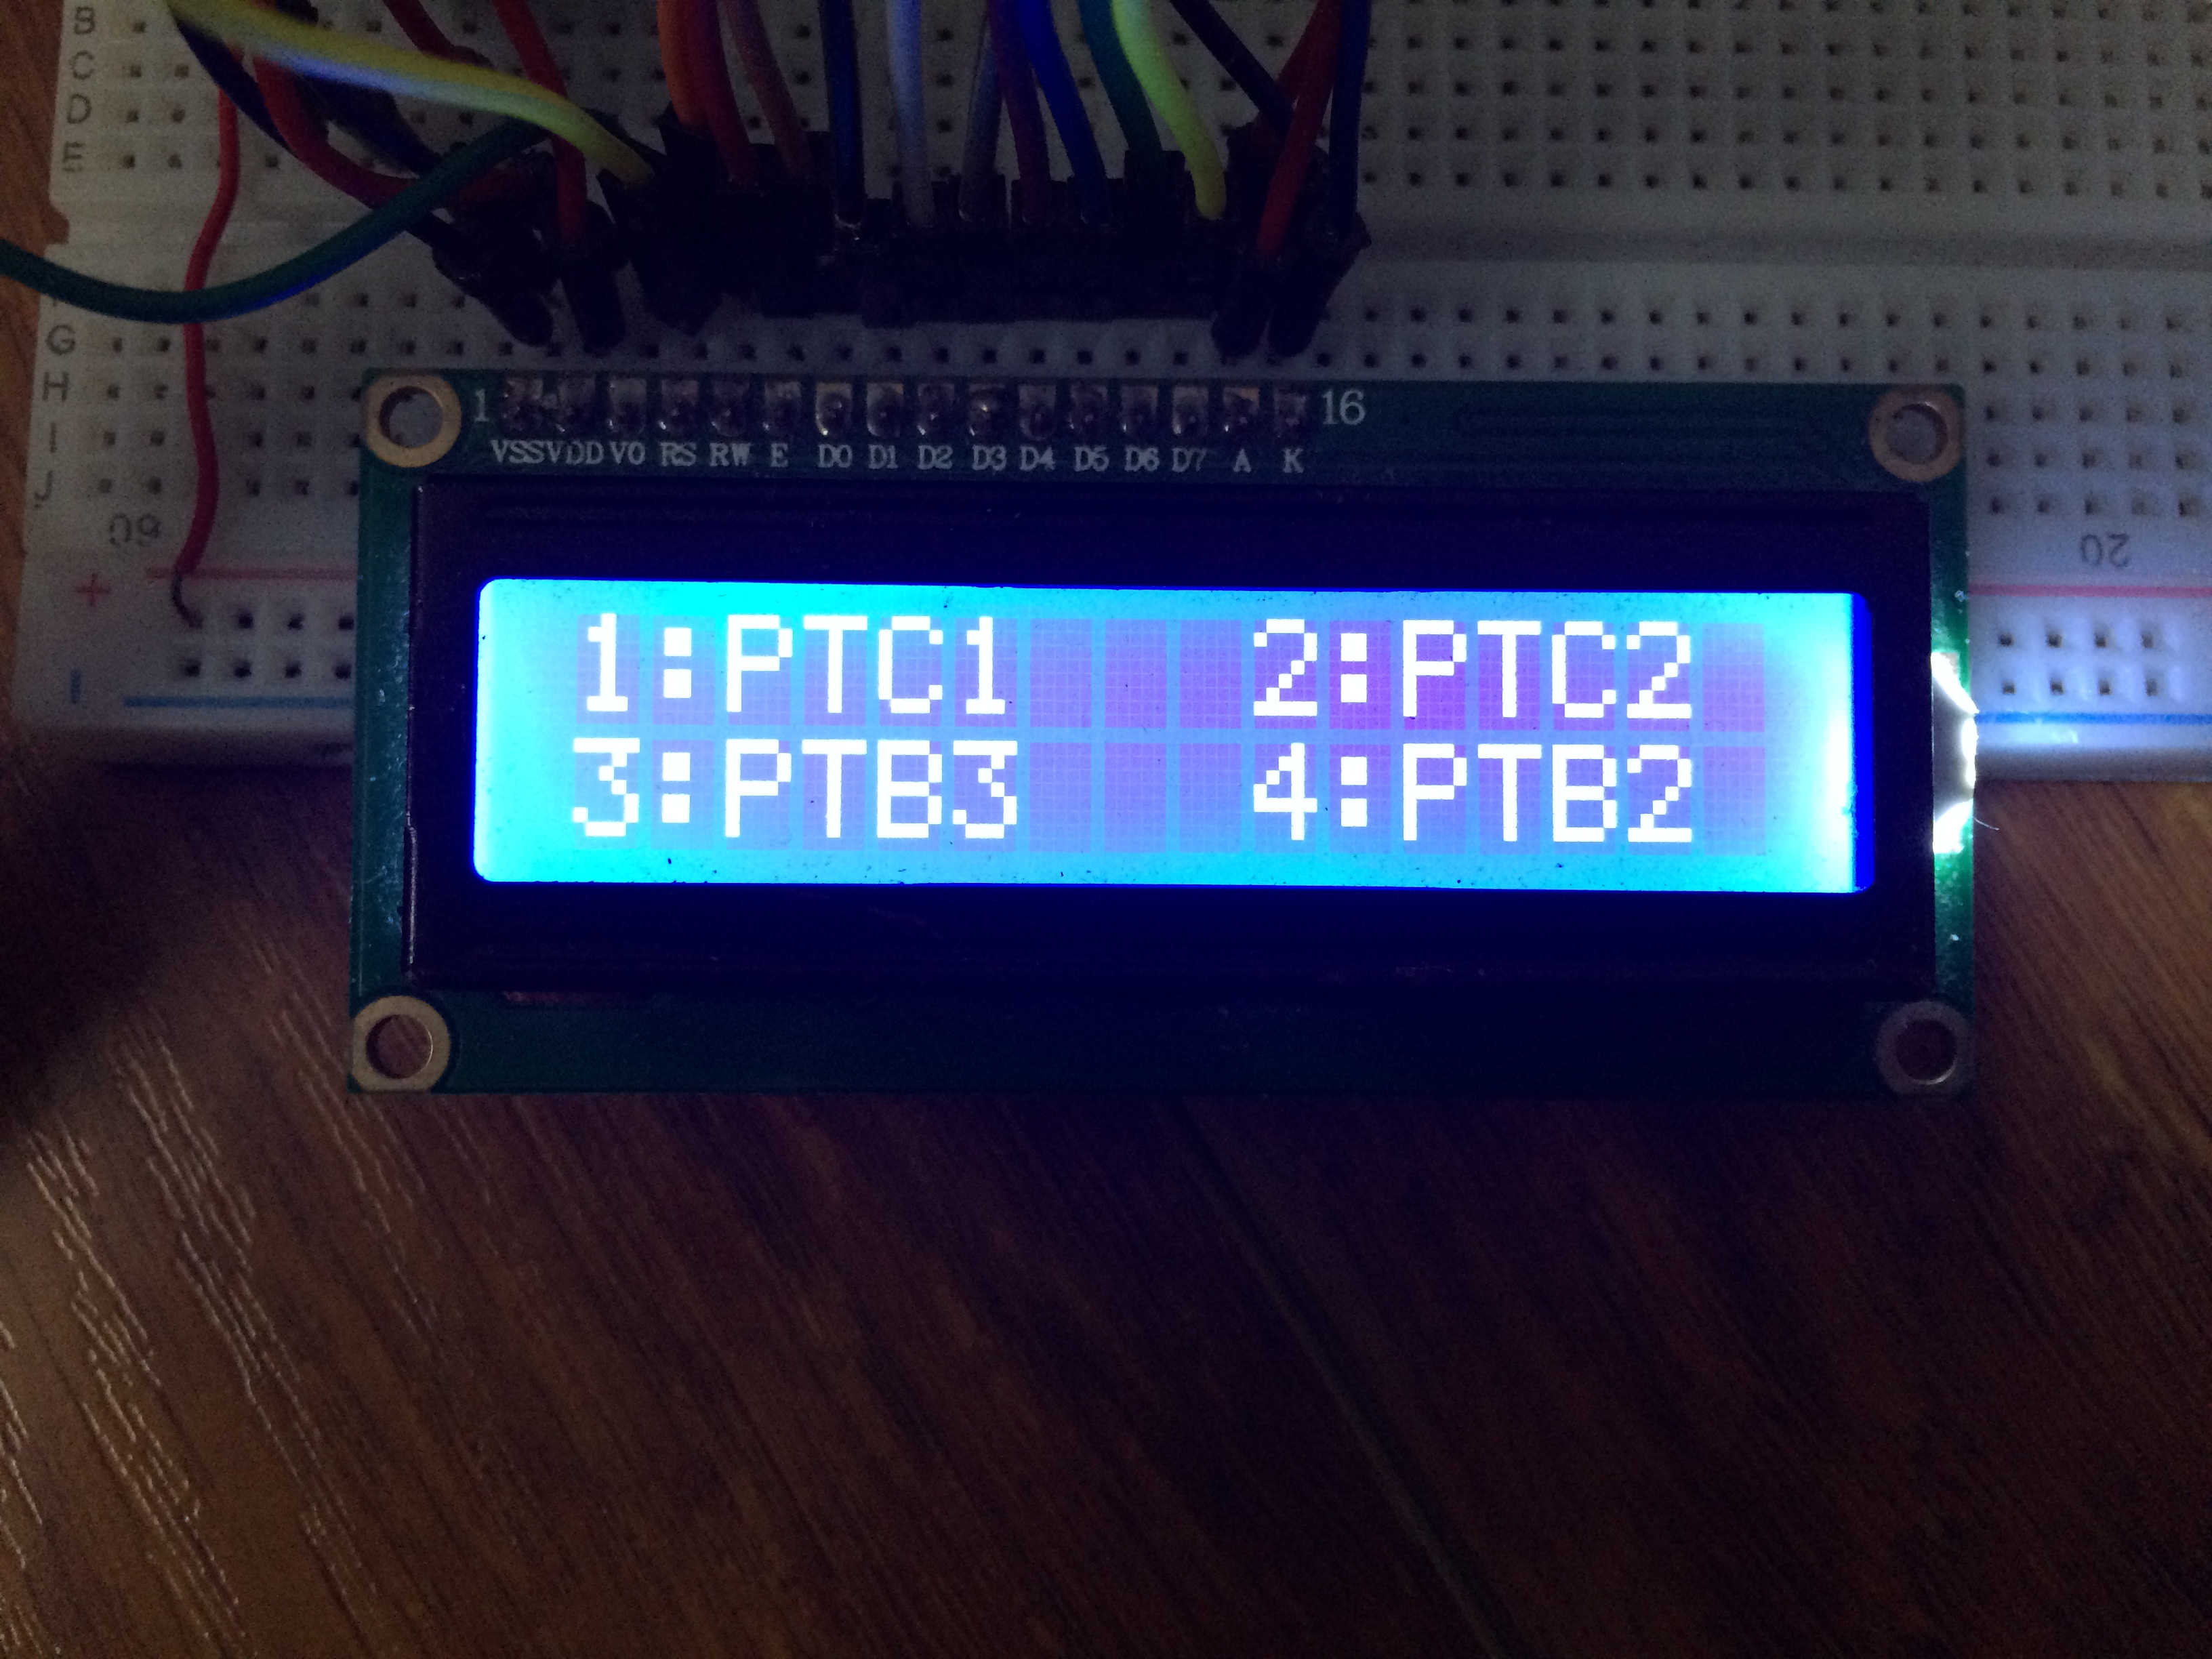 1:PTC1   2:PTC2
3:PTB3   4:PTB2
1 VSS VDD V0 RS RW E D0 D1 D2 D3 D4 D5 D6 D7 A K 16
20
60
+
J
I
H
G
F
D
C
B